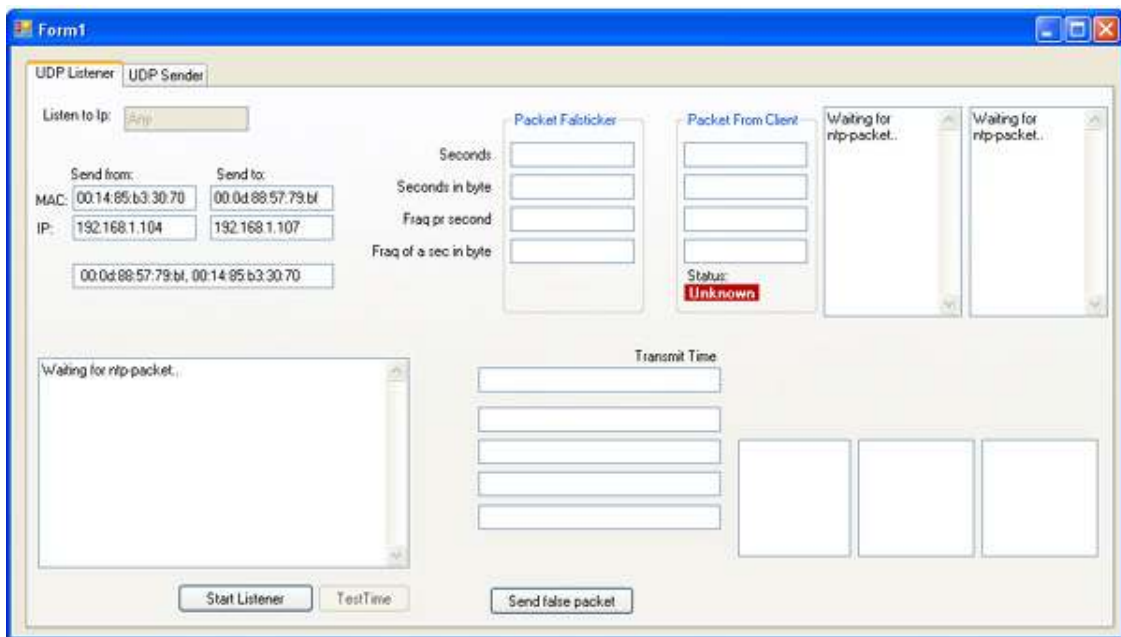 Form1
UDP Listener UDP Sender
Listen to Ip: Any
Packet Falsticker
Packet From Client
Waiting for
ntp-packet..
Waiting for
ntp-packet..
Seconds
Seconds in byte
Fraq pr second
Fraq of a sec in byte
Send from: Send to:
MAC: 00:14:85:b3:30:70 00:0d:88:57:79:bf
IP: 192.168.1.104 192.168.1.107
00:0d:88:57:79:bf, 00:14:85:b3:30:70
Status:
Unknown
Waiting for ntp-packet..
Transmit Time
Start Listener TestTime Send false packet